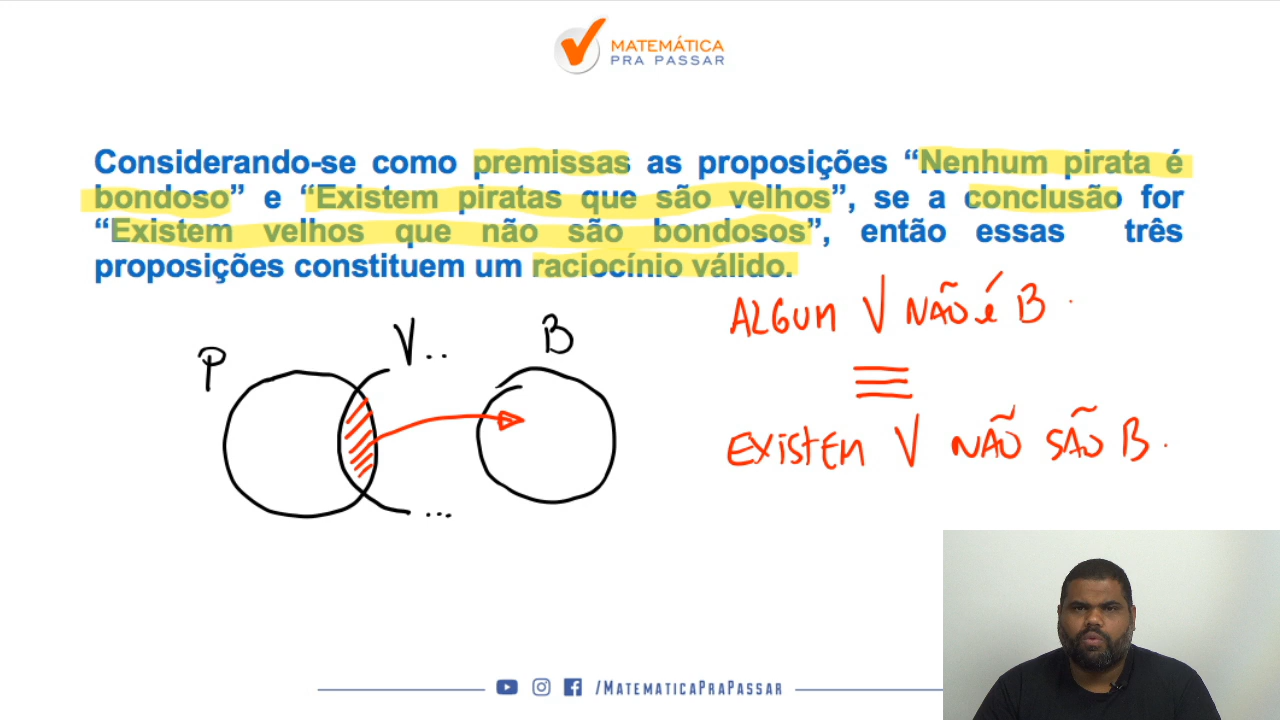 MATEMÁTICA
PRA PASSAR
Considerando-se como premissas as proposições “Nenhum pirata é
bondoso” e “Existem piratas que são velhos”, se a conclusão for
“Existem velhos que não são bondosos”, então essas três
proposições constituem um raciocínio válido.
ALGUM V NÃO é B.
≡
EXISTEM V NÃO SÃO B.
P
V..
B
...
/MATEMATICAPRAPASSAR